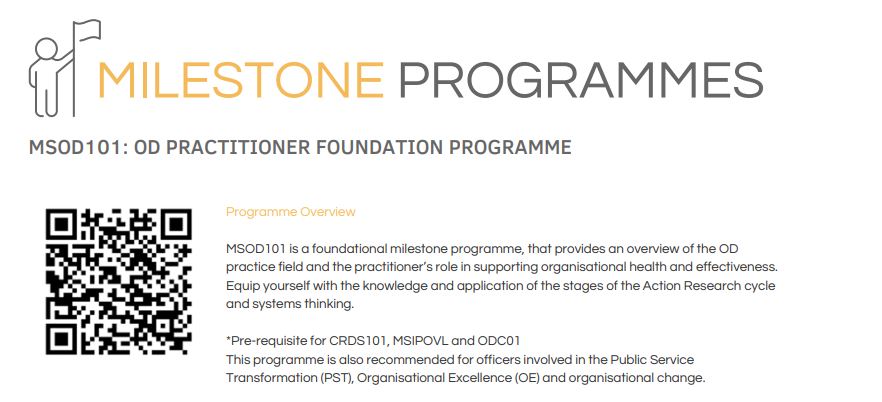 MILESTONE PROGRAMMES
MSOD101: OD PRACTITIONER FOUNDATION PROGRAMME
Programme Overview
MSOD101 is a foundational milestone programme, that provides an overview of the OD
practice field and the practitioner's role in supporting organisational health and effectiveness.
Equip yourself with the knowledge and application of the stages of the Action Research cycle
and systems thinking.
*Pre-requisite for CRDS101, MSIPOVL and ODC01
This programme is also recommended for officers involved in the Public Service
Transformation (PST), Organisational Excellence (OE) and organisational change.